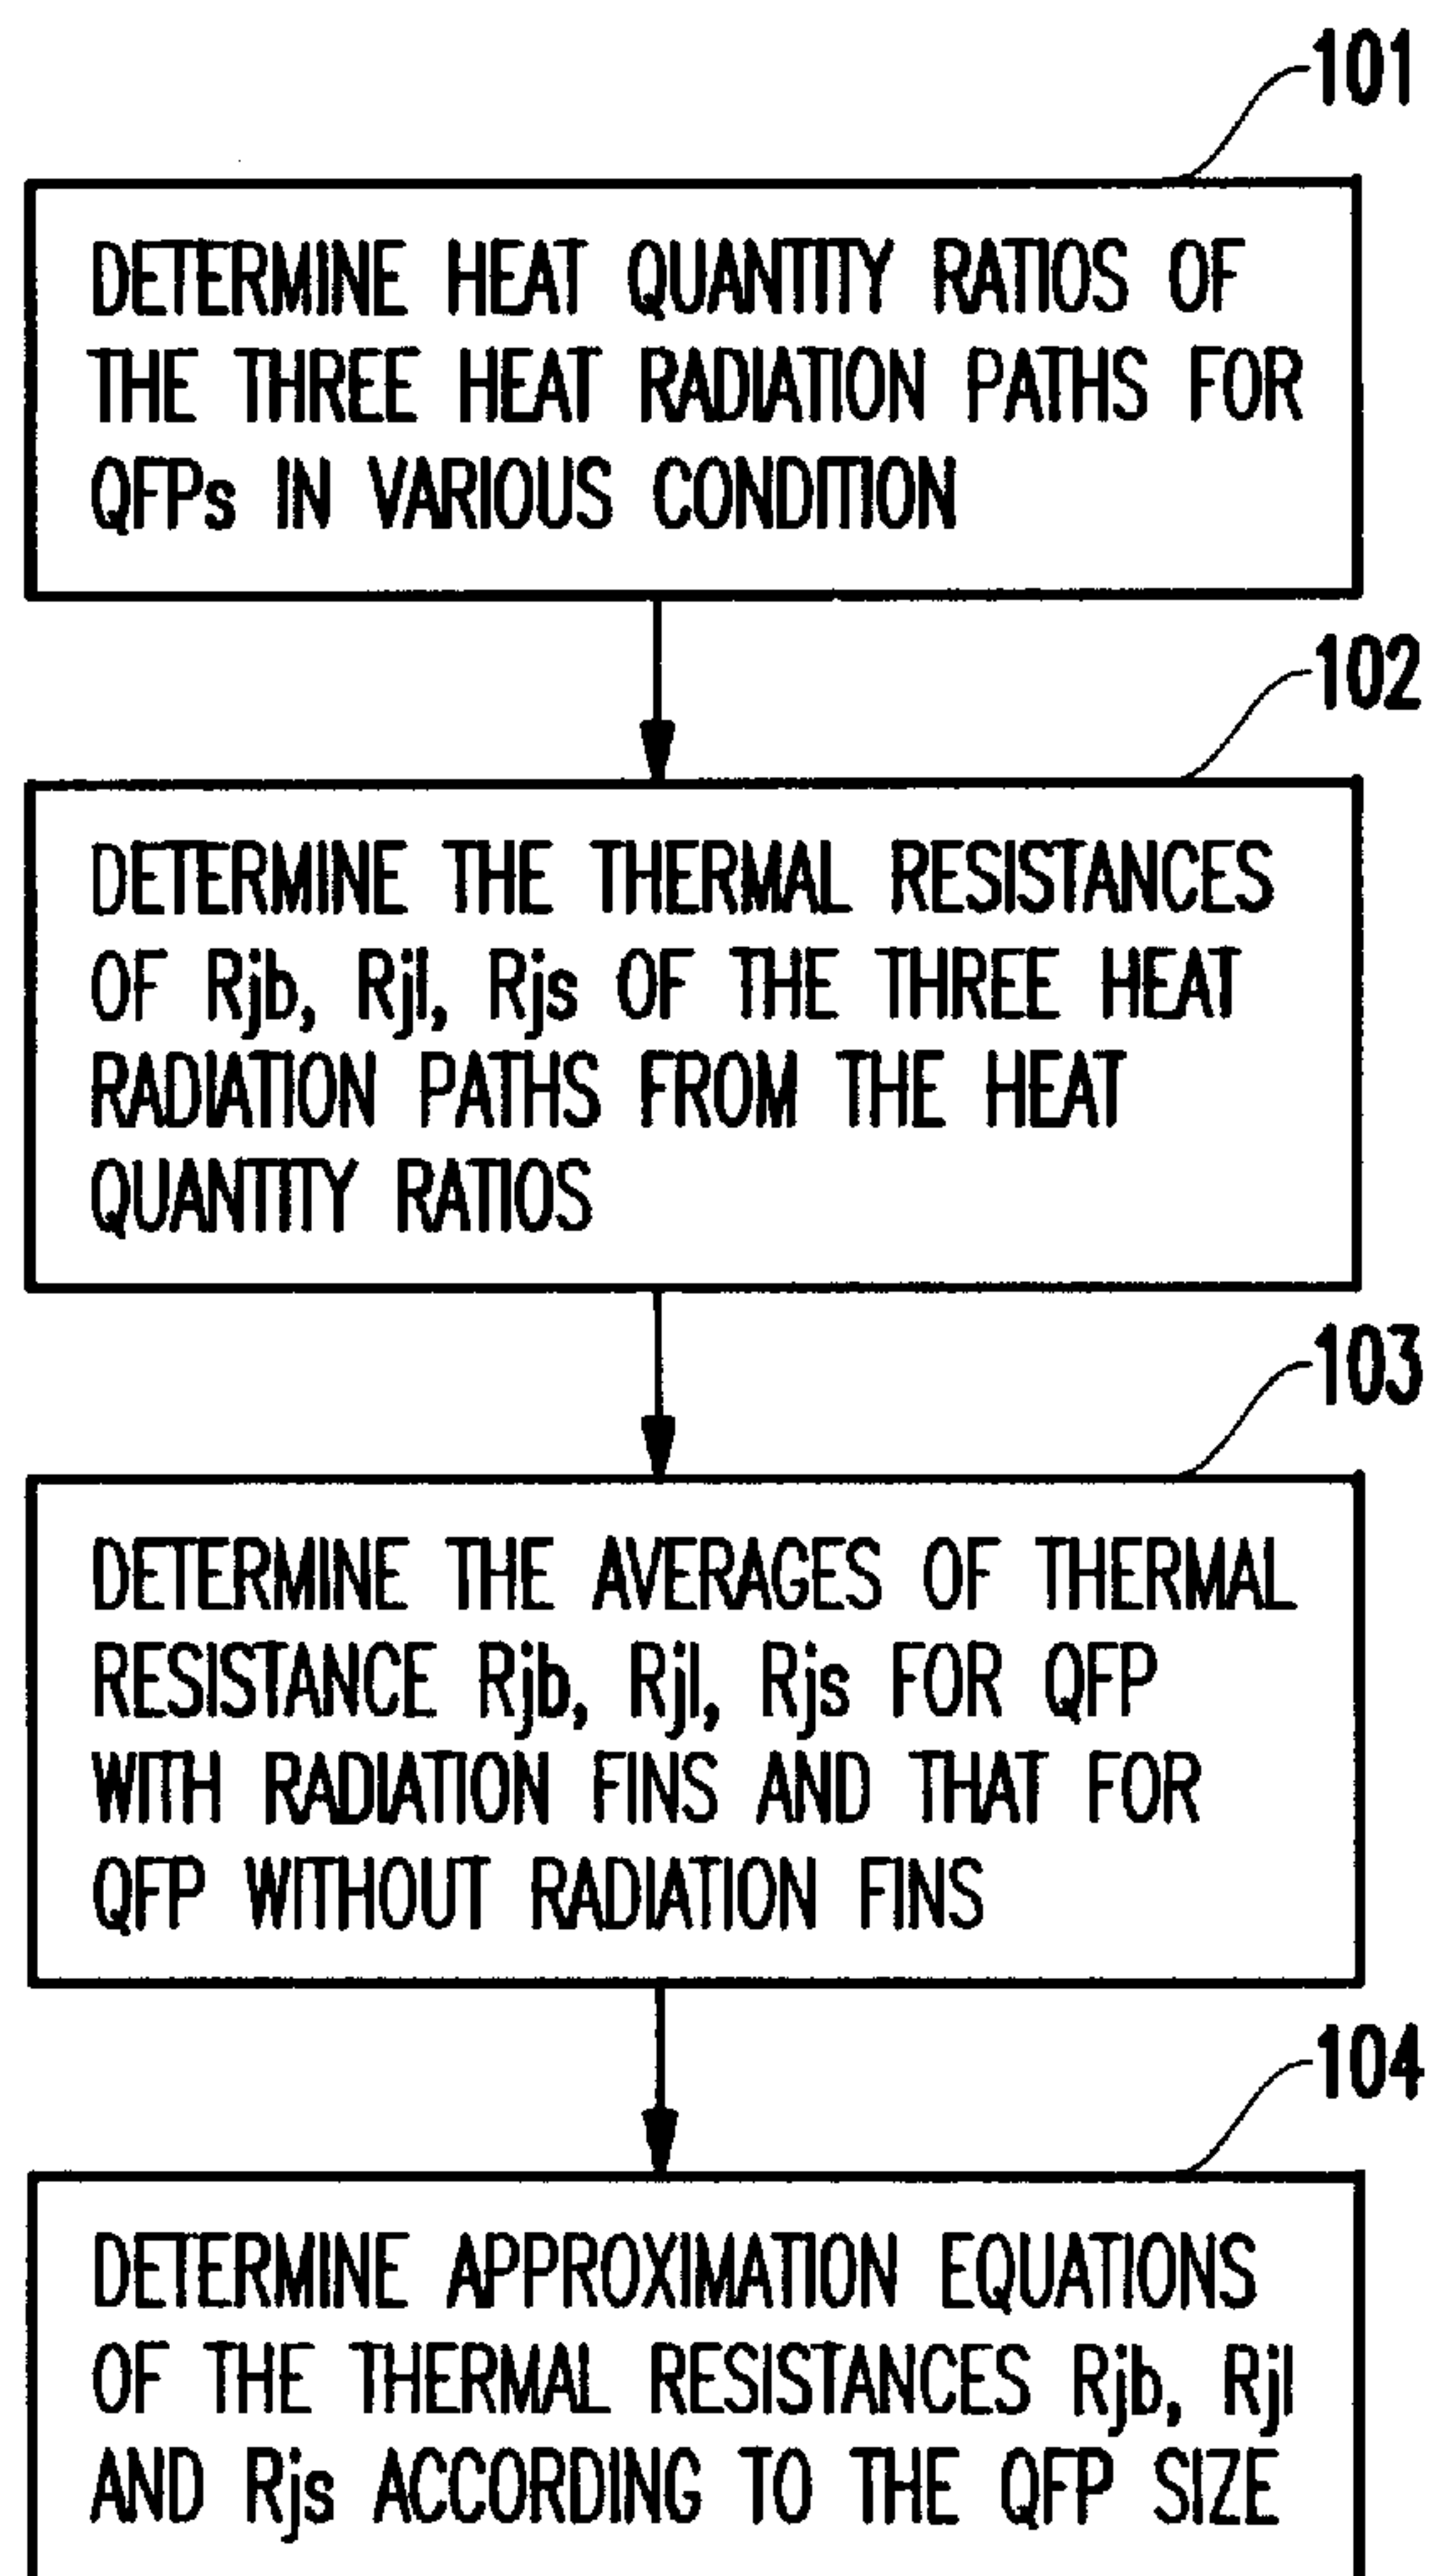 101
DETERMINE HEAT QUANTITY RATIOS OF
THE THREE HEAT RADIATION PATHS FOR
QFPs IN VARIOUS CONDITION
102
DETERMINE THE THERMAL RESISTANCES
OF Rjb, Rjl, Rjs OF THE THREE HEAT
RADIATION PATHS FROM THE HEAT
QUANTITY RATIOS
103
DETERMINE THE AVERAGES OF THERMAL
RESISTANCE Rjb, Rjl, Rjs FOR QFP
WITH RADIATION FINS AND THAT FOR
QFP WITHOUT RADIATION FINS
104
DETERMINE APPROXIMATION EQUATIONS
OF THE THERMAL RESISTANCES Rjb, Rjl
AND Rjs ACCORDING TO THE QFP SIZE